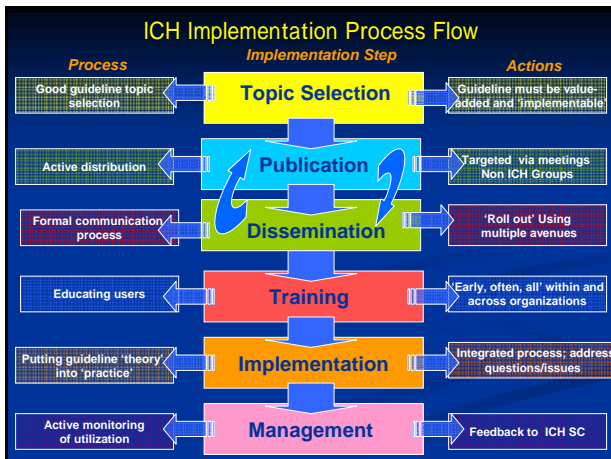 ICH Implementation Process Flow
Process
Implementation Step
Actions
Good guideline topic
selection
Topic Selection
Guideline must be value-
added and 'implementable'
Active distribution
Publication
Targeted via meetings
Non ICH Groups
Formal communication
process
Dissemination
'Roll out' Using
multiple avenues
Educating users
Training
'Early, often, all' within and
across organizations
Putting guideline 'theory'
into 'practice'
Implementation
Integrated process; address
questions/issues
Active monitoring
of utilization
Management
Feedback to ICH SC